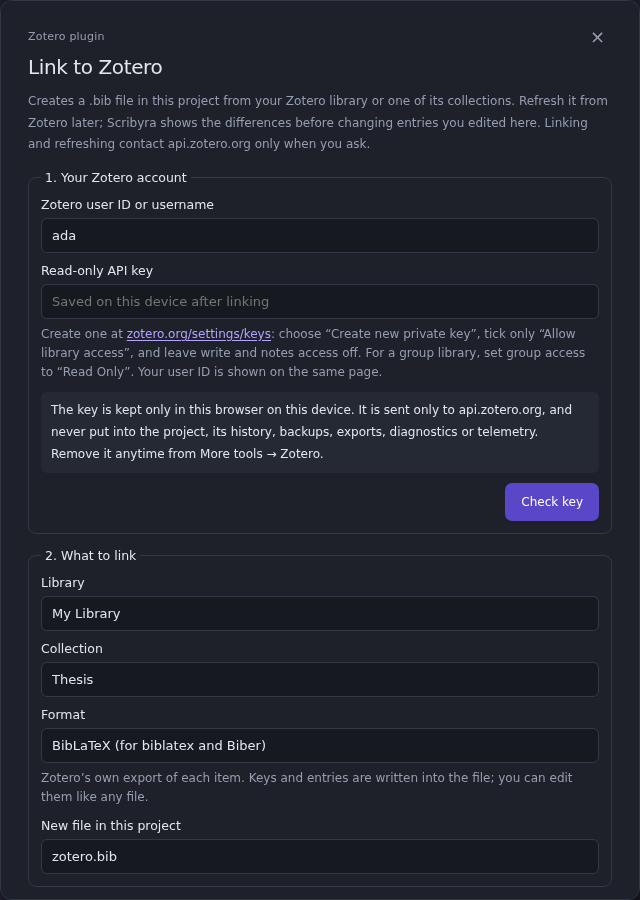 Zotero plugin
✕
Link to Zotero
Creates a .bib file in this project from your Zotero library or one of its collections. Refresh it from
Zotero later; Scribyra shows the differences before changing entries you edited here. Linking
and refreshing contact api.zotero.org only when you ask.
1. Your Zotero account
Zotero user ID or username
ada
Read-only API key
Saved on this device after linking
Create one at zotero.org/settings/keys: choose “Create new private key”, tick only “Allow
library access”, and leave write and notes access off. For a group library, set group access
to “Read Only”. Your user ID is shown on the same page.
The key is kept only in this browser on this device. It is sent only to api.zotero.org, and
never put into the project, its history, backups, exports, diagnostics or telemetry.
Remove it anytime from More tools → Zotero.
Check key
2. What to link
Library
My Library
Collection
Thesis
Format
BibLaTeX (for biblatex and Biber)
Zotero’s own export of each item. Keys and entries are written into the file; you can edit
them like any file.
New file in this project
zotero.bib